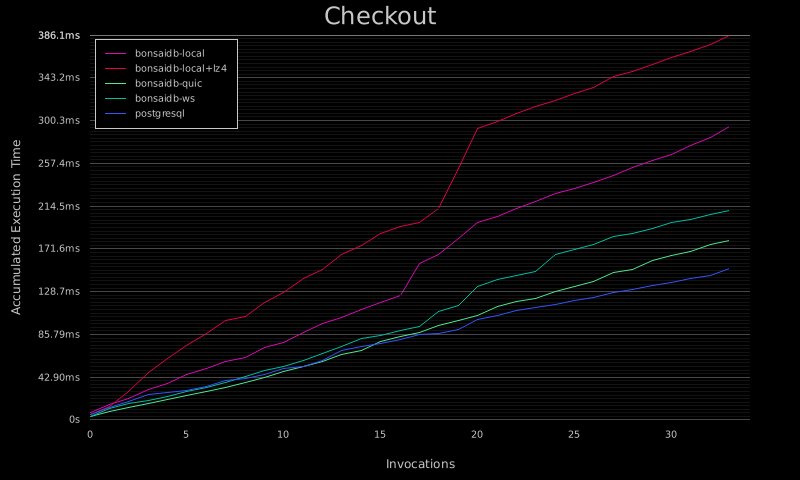 Checkout
386.1ms
343.2ms
300.3ms
257.4ms
214.5ms
171.6ms
128.7ms
85.79ms
42.90ms
0s
bonsaidb-local
bonsaidb-local+lz4
bonsaidb-quic
bonsaidb-ws
postgresql
Accumulated Execution Time
0 5 10 15 20 25 30
Invocations